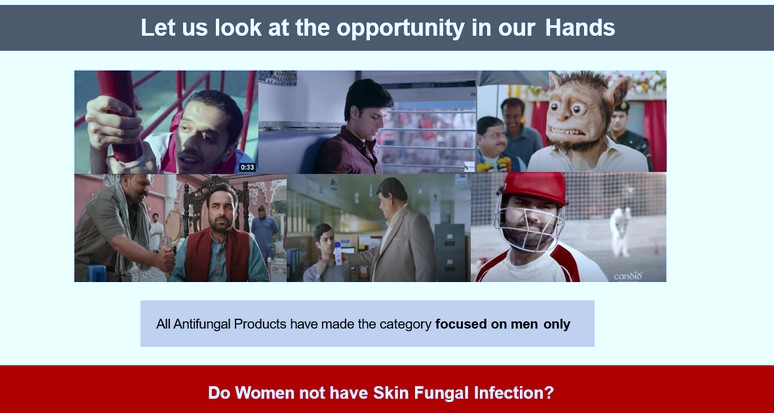 Let us look at the opportunity in our Hands
0:33
candid
All Antifungal Products have made the category focused on men only
Do Women not have Skin Fungal Infection?